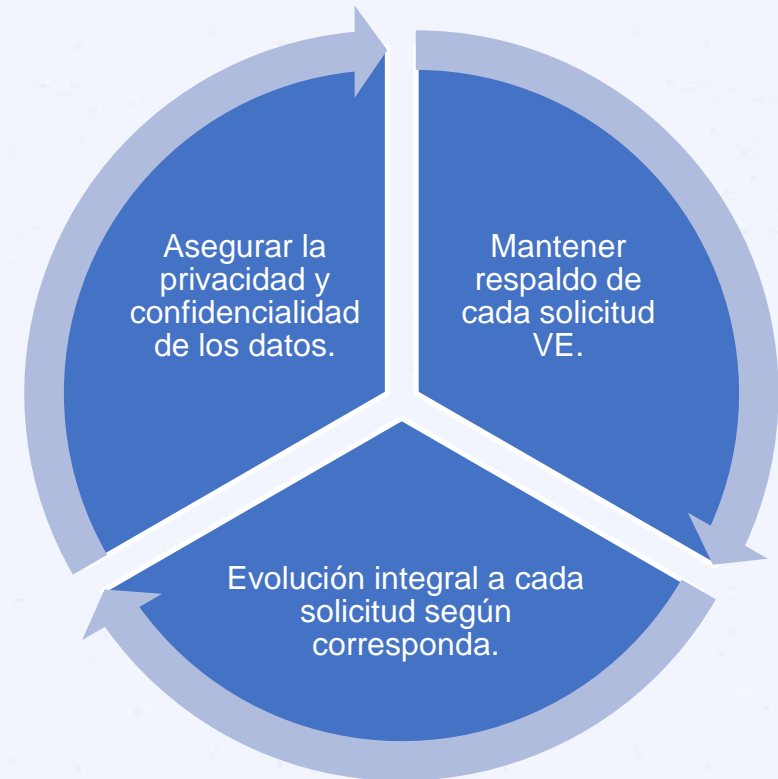 Asegurar la
privacidad y
confidencialidad
de los datos.
Mantener
respaldo de
cada solicitud
VE.
Evolución integral a cada
solicitud según
corresponda.